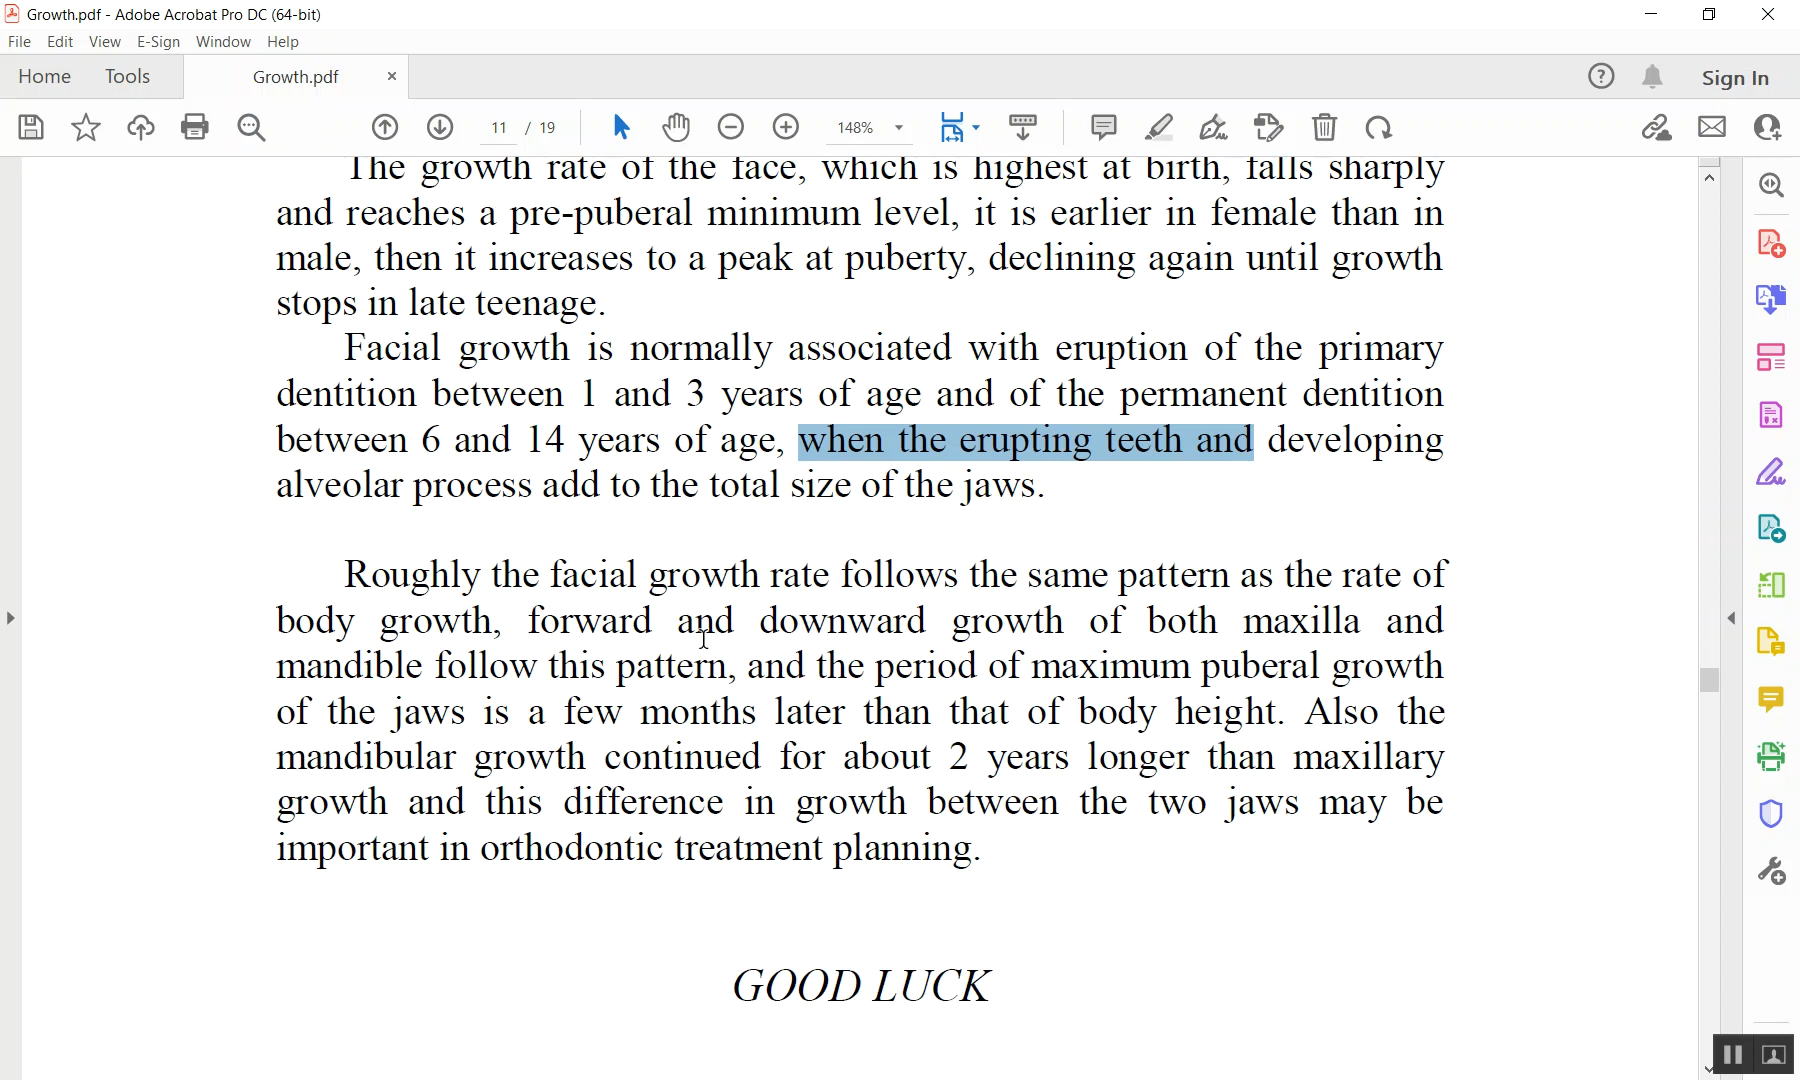 Growth.pdf - Adobe Acrobat Pro DC (64-bit)
File Edit View E-Sign Window Help
Home Tools Growth.pdf × Sign In
11 / 19 148%
The growth rate of the face, which is highest at birth, falls sharply
and reaches a pre-puberal minimum level, it is earlier in female than in
male, then it increases to a peak at puberty, declining again until growth
stops in late teenage.
Facial growth is normally associated with eruption of the primary
dentition between 1 and 3 years of age and of the permanent dentition
between 6 and 14 years of age, when the erupting teeth and developing
alveolar process add to the total size of the jaws.
Roughly the facial growth rate follows the same pattern as the rate of
body growth, forward and downward growth of both maxilla and
mandible follow this pattern, and the period of maximum puberal growth
of the jaws is a few months later than that of body height. Also the
mandibular growth continued for about 2 years longer than maxillary
growth and this difference in growth between the two jaws may be
important in orthodontic treatment planning.
GOOD LUCK